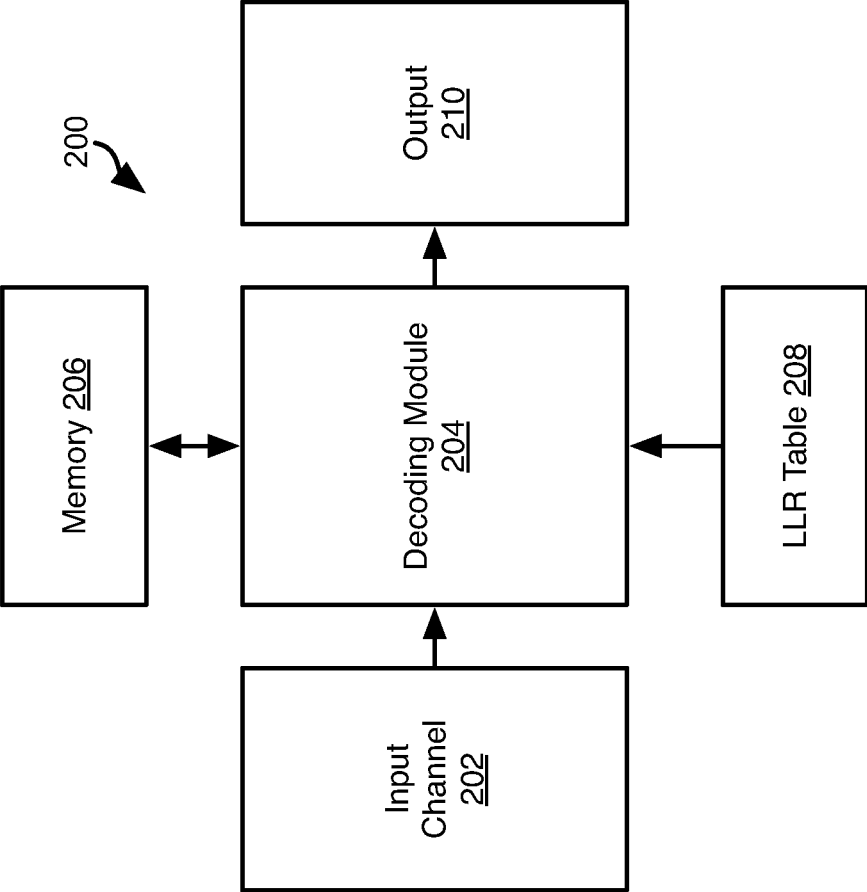 200
Memory 206
Input
Channel
202
Decoding Module
204
Output
210
LLR Table 208